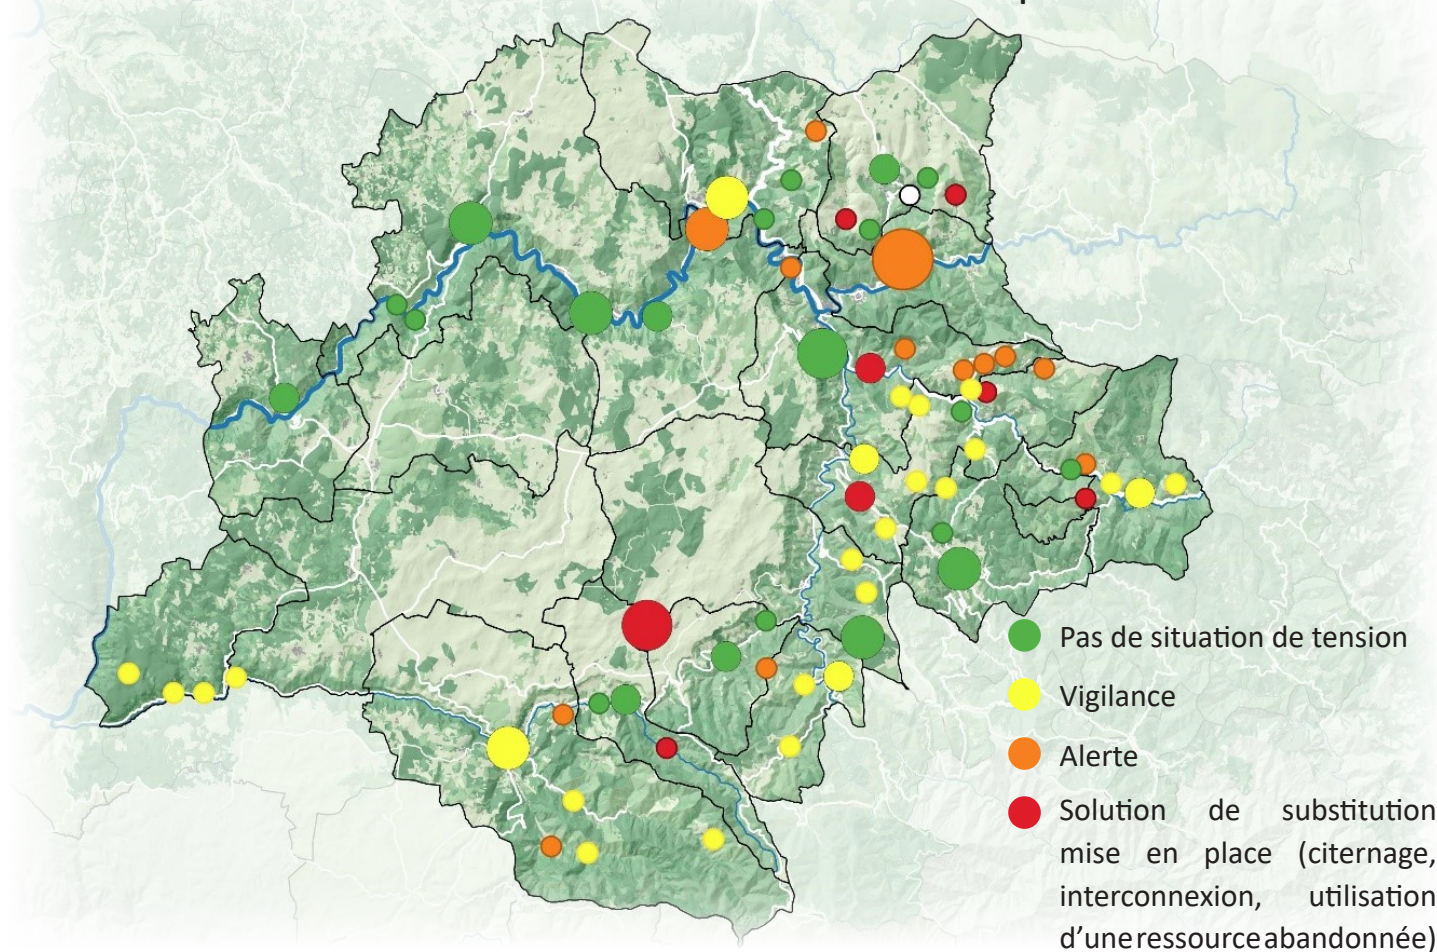 Pas de situation de tension
Vigilance
Alerte
Solution de substitution
mise en place (citernage,
interconnexion, utilisation
d'une ressource abandonnée)